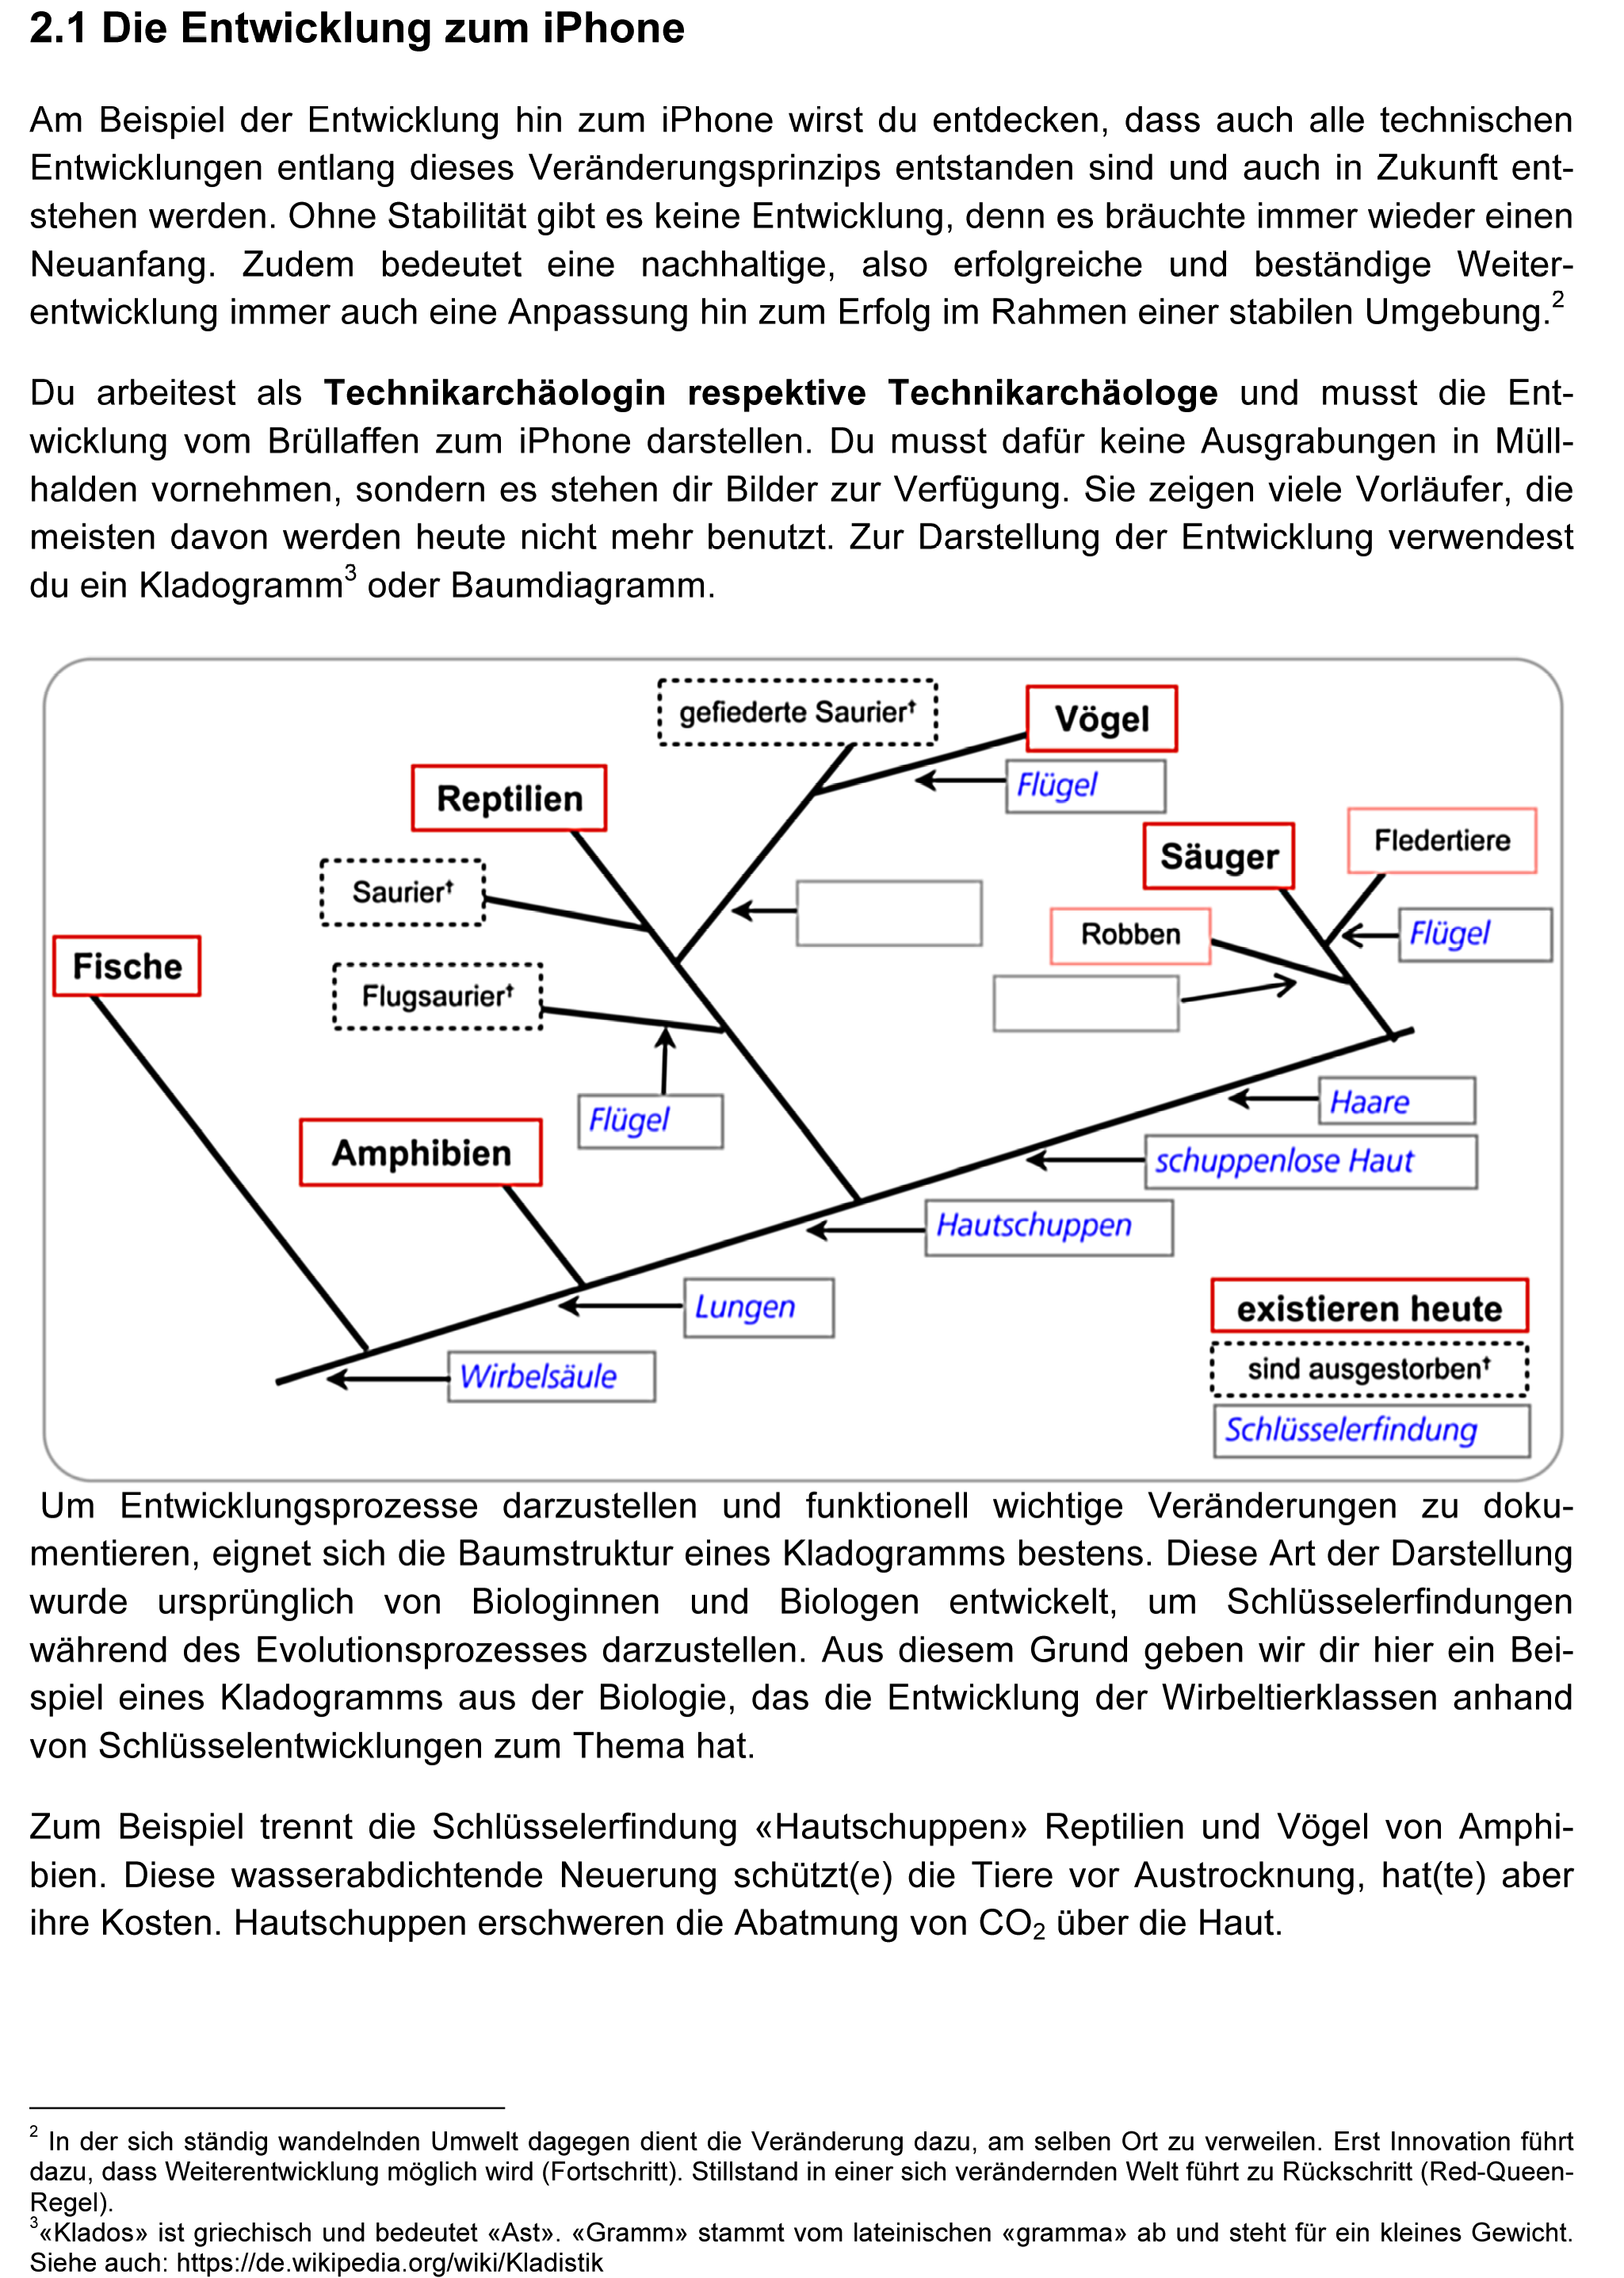 2.1 Die Entwicklung zum iPhone
Am Beispiel der Entwicklung hin zum iPhone wirst du entdecken, dass auch alle technischen
Entwicklungen entlang dieses Veränderungsprinzips entstanden sind und auch in Zukunft ent-
stehen werden. Ohne Stabilität gibt es keine Entwicklung, denn es bräuchte immer wieder einen
Neuanfang. Zudem bedeutet eine nachhaltige, also erfolgreiche und beständige Weiter-
entwicklung immer auch eine Anpassung hin zum Erfolg im Rahmen einer stabilen Umgebung.²
Du arbeitest als Technikarchäologin respektive Technikarchäologe und musst die Ent-
wicklung vom Brüllaffen zum iPhone darstellen. Du musst dafür keine Ausgrabungen in Müll-
halden vornehmen, sondern es stehen dir Bilder zur Verfügung. Sie zeigen viele Vorläufer, die
meisten davon werden heute nicht mehr benutzt. Zur Darstellung der Entwicklung verwendest
du ein Kladogramm³ oder Baumdiagramm.
gefiederte Saurier†
Vögel
Flügel
Reptilien
Fledertiere
Säuger
Saurier†
Robben
Flügel
Fische
Flugsaurier†
Haare
Flügel
Amphibien
schuppenlose Haut
Hautschuppen
Lungen
existieren heute
sind ausgestorben†
Wirbelsäule
Schlüsselerfindung
Um Entwicklungsprozesse darzustellen und funktionell wichtige Veränderungen zu doku-
mentieren, eignet sich die Baumstruktur eines Kladogramms bestens. Diese Art der Darstellung
wurde ursprünglich von Biologinnen und Biologen entwickelt, um Schlüsselerfindungen
während des Evolutionsprozesses darzustellen. Aus diesem Grund geben wir dir hier ein Bei-
spiel eines Kladogramms aus der Biologie, das die Entwicklung der Wirbeltierklassen anhand
von Schlüsselentwicklungen zum Thema hat.
Zum Beispiel trennt die Schlüsselerfindung «Hautschuppen» Reptilien und Vögel von Amphi-
bien. Diese wasserabdichtende Neuerung schützt(e) die Tiere vor Austrocknung, hat(te) aber
ihre Kosten. Hautschuppen erschweren die Abatmung von CO₂ über die Haut.
² In der sich ständig wandelnden Umwelt dagegen dient die Veränderung dazu, am selben Ort zu verweilen. Erst Innovation führt
dazu, dass Weiterentwicklung möglich wird (Fortschritt). Stillstand in einer sich verändernden Welt führt zu Rückschritt (Red-Queen-
Regel).
³«Klados» ist griechisch und bedeutet «Ast». «Gramm» stammt vom lateinischen «gramma» ab und steht für ein kleines Gewicht.
Siehe auch: https://de.wikipedia.org/wiki/Kladistik